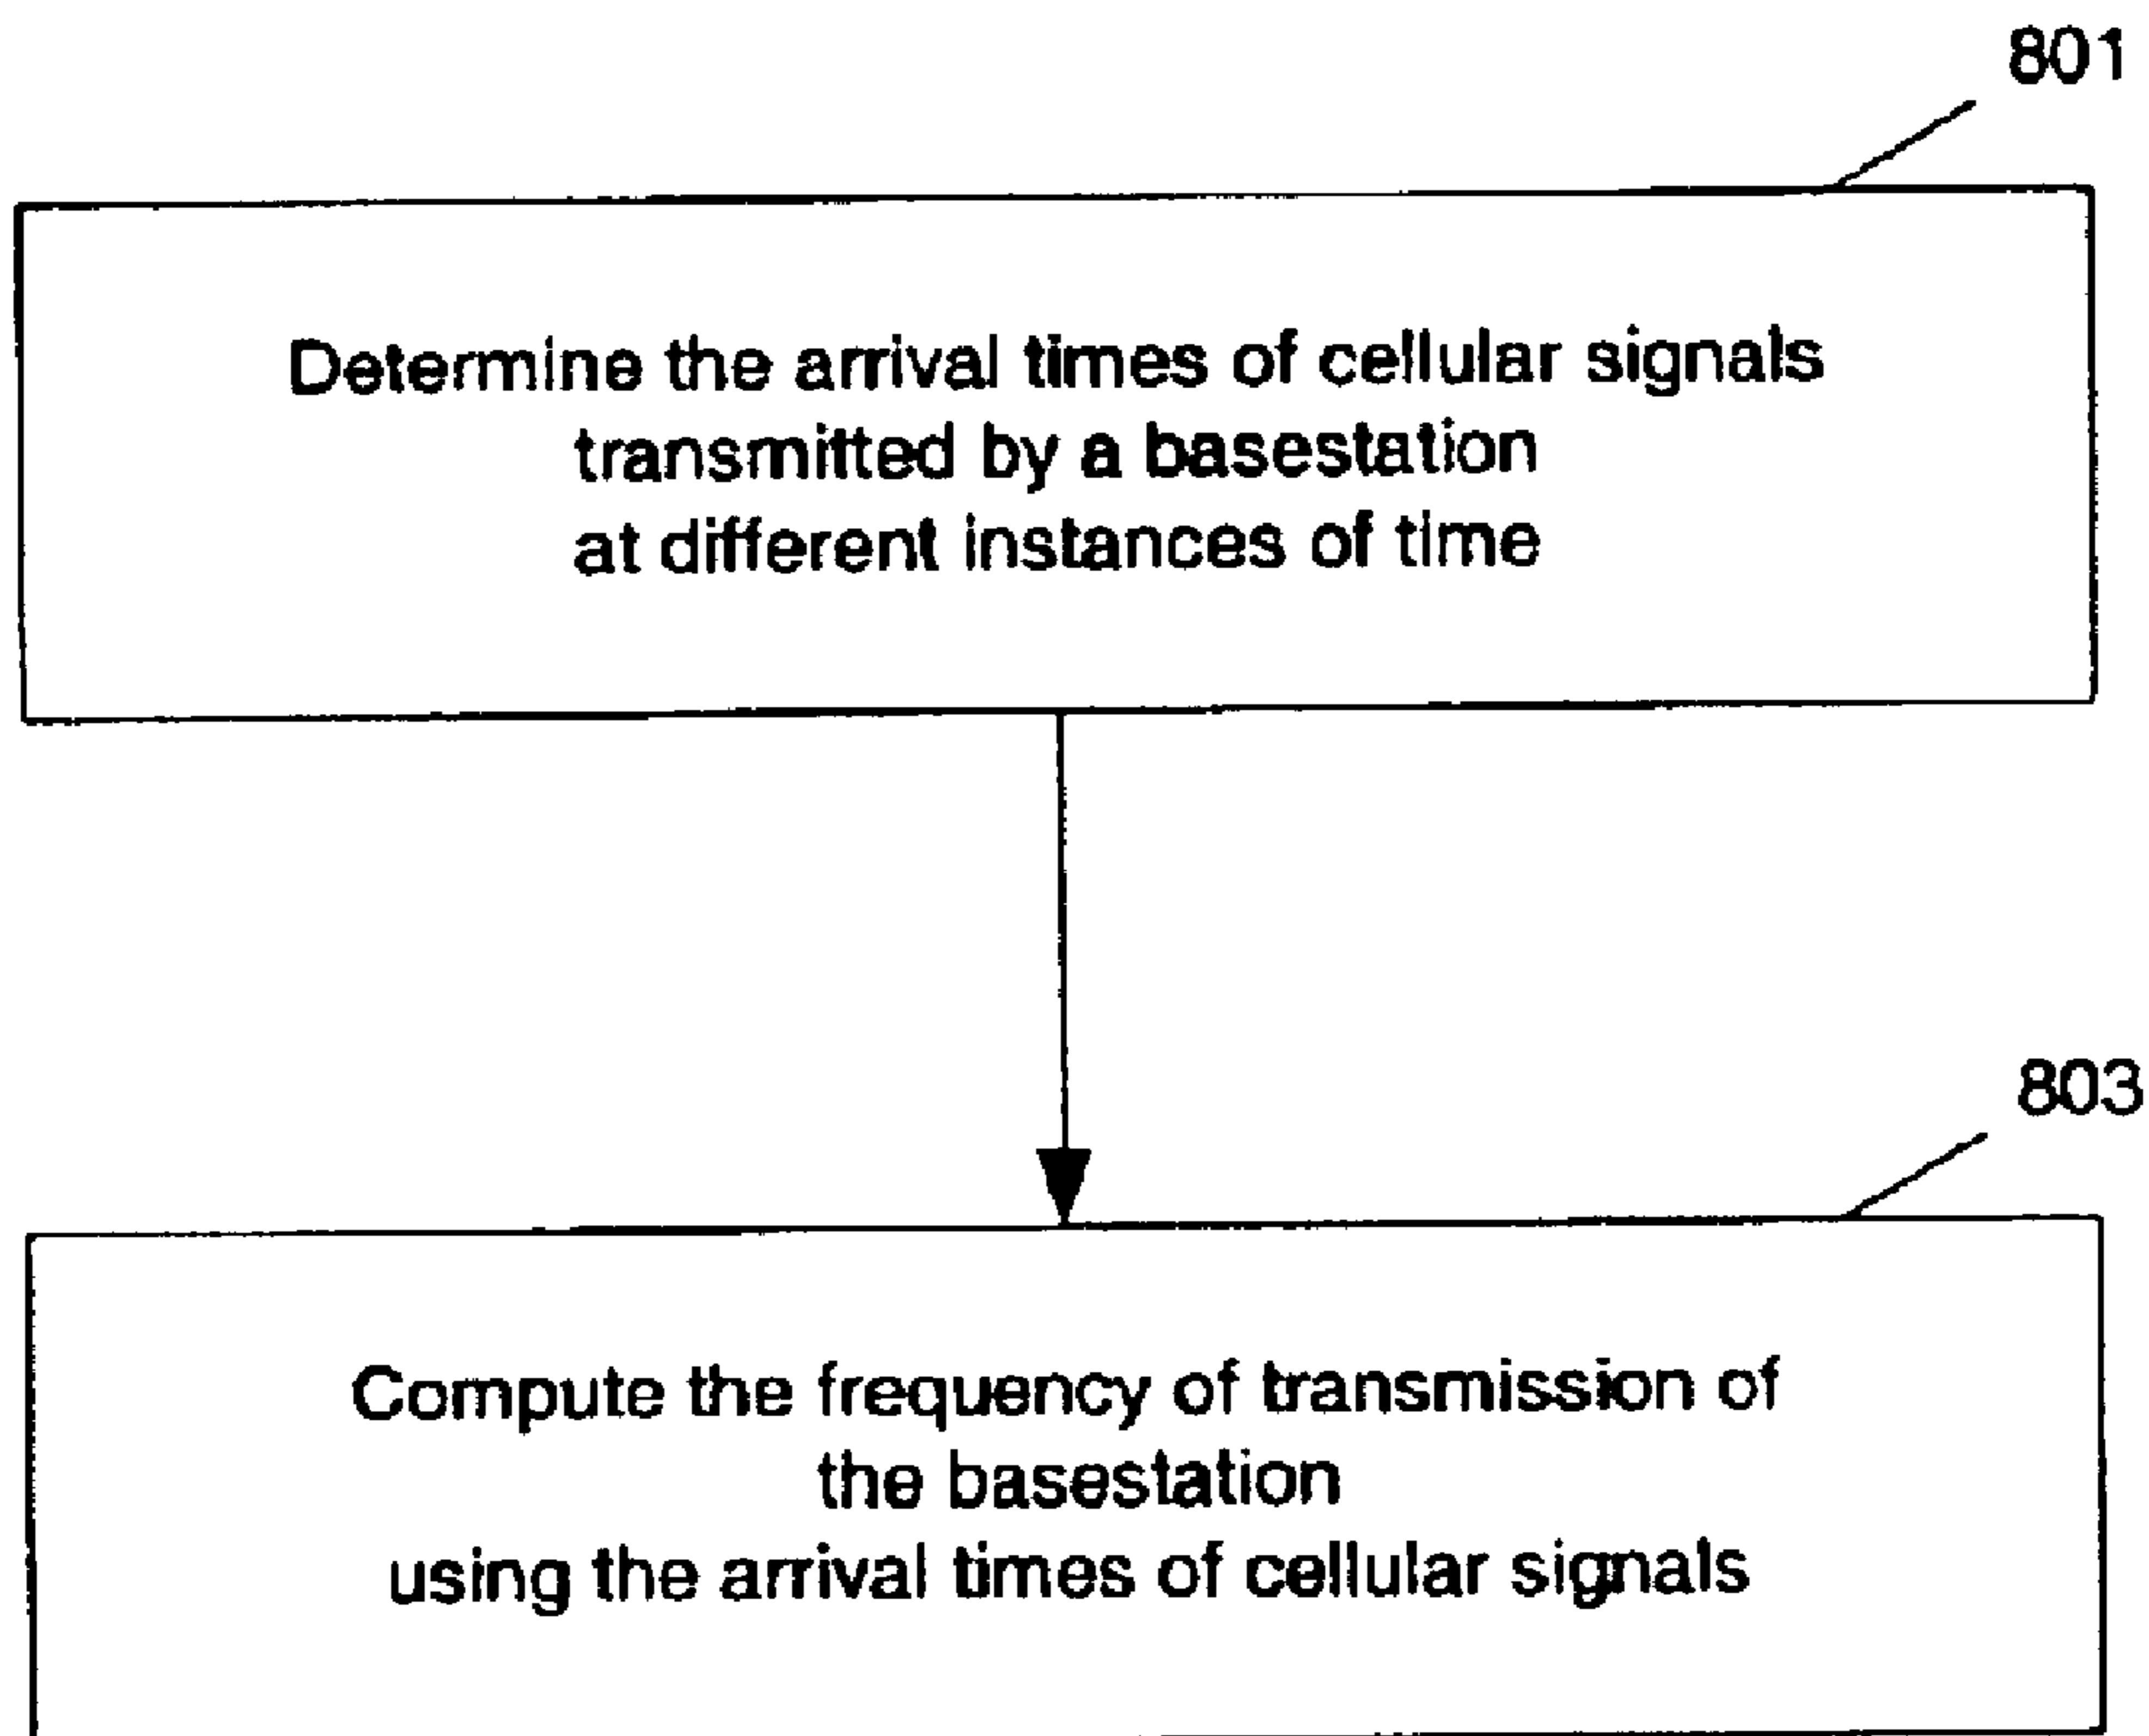 801
Determine the arrival times of cellular signals
transmitted by a basestation
at different instances of time
803
Compute the frequency of transmission of
the basestation
using the arrival times of cellular signals